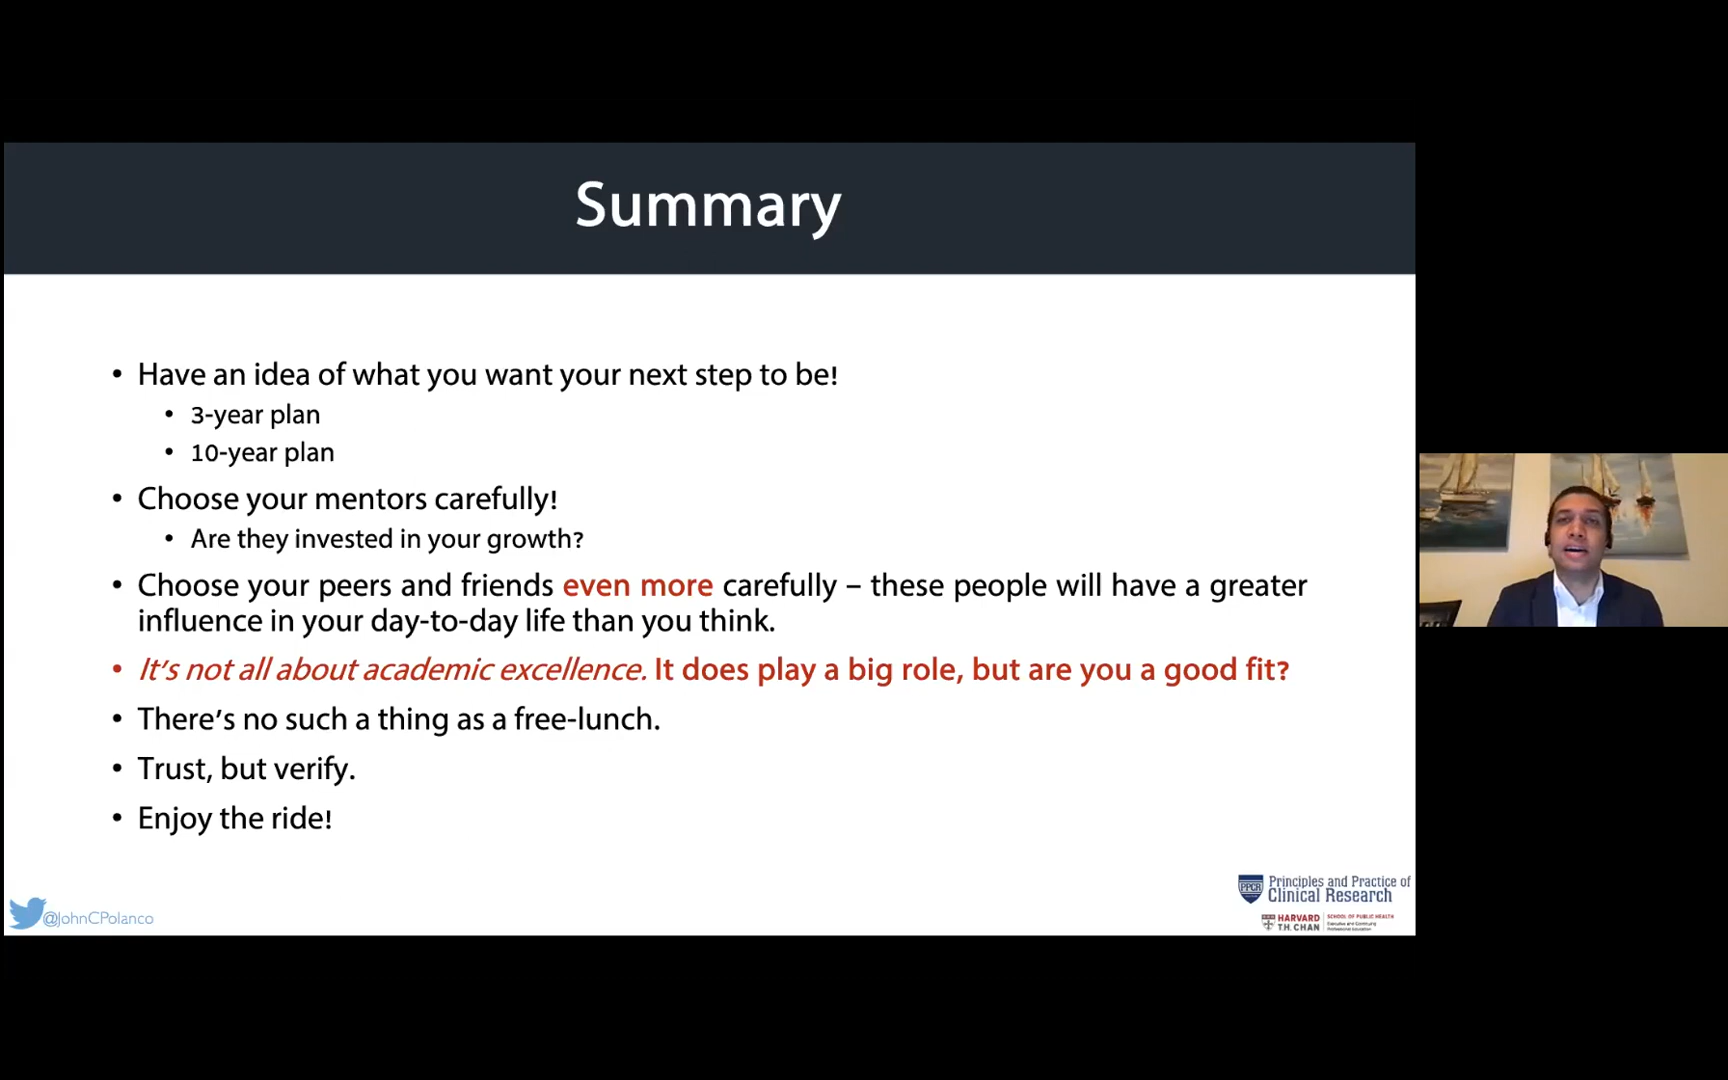 Summary
• Have an idea of what you want your next step to be!
• 3-year plan
• 10-year plan
• Choose your mentors carefully!
• Are they invested in your growth?
• Choose your peers and friends even more carefully – these people will have a greater
influence in your day-to-day life than you think.
• It's not all about academic excellence. It does play a big role, but are you a good fit?
• There's no such a thing as a free-lunch.
• Trust, but verify.
• Enjoy the ride!
@JohnCPolanco
PPCR
Principles and Practice of
Clinical Research
HARVARD
T.H. CHAN
SCHOOL OF PUBLIC HEALTH
Executive and Continuing
Professional Education